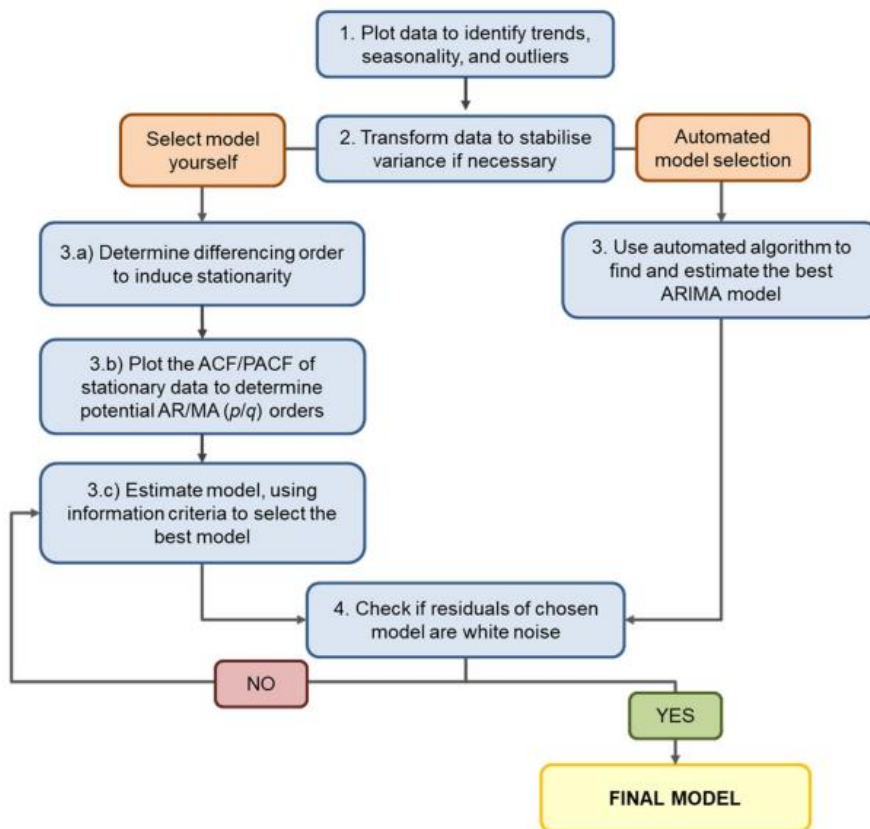 1. Plot data to identify trends,
seasonality, and outliers
Select model
yourself
2. Transform data to stabilise
variance if necessary
Automated
model selection
3.a) Determine differencing order
to induce stationarity
3. Use automated algorithm to
find and estimate the best
ARIMA model
3.b) Plot the ACF/PACF of
stationary data to determine
potential AR/MA (p/q) orders
3.c) Estimate model, using
information criteria to select the
best model
4. Check if residuals of chosen
model are white noise
NO
YES
FINAL MODEL